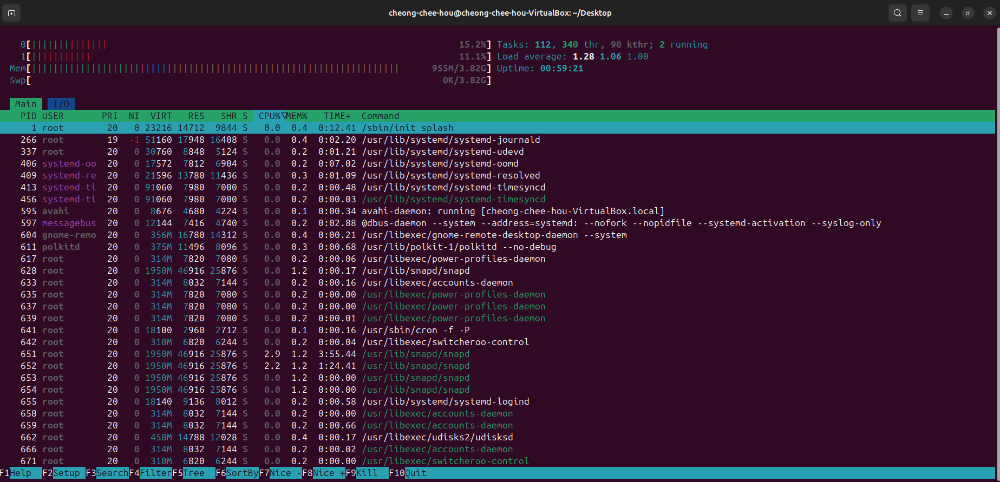 cheong-chee-hou@cheong-chee-hou-VirtualBox: ~/Desktop
0[||||||||||||||| 15.2%] Tasks: 112, 340 thr, 90 kthr; 2 running
1[||||||||||| 11.1%] Load average: 1.28 1.06 1.00
Mem[||||||||||||||||||||||||||||||||||||||||||||||||||||||||||||||||||||| 955M/3.82G] Uptime: 00:59:21
Swp[ 0K/3.82G]
Main I/O
PID USER PRI NI VIRT RES SHR S CPU%▽MEM% TIME+ Command
1 root 20 0 23216 14712 9844 S 0.0 0.4 0:12.41 /sbin/init splash
266 root 19 -1 51160 17948 16408 S 0.0 0.4 0:02.20 /usr/lib/systemd/systemd-journald
337 root 20 0 30760 8848 5124 S 0.0 0.2 0:01.21 /usr/lib/systemd/systemd-udevd
406 systemd-oo 20 0 17572 7812 6904 S 0.0 0.2 0:07.02 /usr/lib/systemd/systemd-oomd
409 systemd-re 20 0 21596 13780 11436 S 0.0 0.3 0:01.09 /usr/lib/systemd/systemd-resolved
413 systemd-ti 20 0 91060 7980 7000 S 0.0 0.2 0:00.48 /usr/lib/systemd/systemd-timesyncd
456 systemd-ti 20 0 91060 7980 7000 S 0.0 0.2 0:00.03 /usr/lib/systemd/systemd-timesyncd
595 avahi 20 0 8676 4680 4224 S 0.0 0.1 0:00.34 avahi-daemon: running [cheong-chee-hou-VirtualBox.local]
597 messagebus 20 0 12144 7416 4740 S 0.0 0.2 0:02.88 @dbus-daemon --system --address=systemd: --nofork --nopidfile --systemd-activation --syslog-only
604 gnome-remo 20 0 356M 16780 14312 S 0.0 0.4 0:00.21 /usr/libexec/gnome-remote-desktop-daemon --system
611 polkitd 20 0 375M 11496 8096 S 0.0 0.3 0:00.68 /usr/lib/polkit-1/polkitd --no-debug
617 root 20 0 314M 7820 7080 S 0.0 0.2 0:00.06 /usr/libexec/power-profiles-daemon
628 root 20 0 1950M 46916 25876 S 0.0 1.2 0:00.17 /usr/lib/snapd/snapd
633 root 20 0 314M 8032 7144 S 0.0 0.2 0:00.16 /usr/libexec/accounts-daemon
635 root 20 0 314M 7820 7080 S 0.0 0.2 0:00.00 /usr/libexec/power-profiles-daemon
637 root 20 0 314M 7820 7080 S 0.0 0.2 0:00.00 /usr/libexec/power-profiles-daemon
639 root 20 0 314M 7820 7080 S 0.0 0.2 0:00.01 /usr/libexec/power-profiles-daemon
641 root 20 0 18100 2960 2712 S 0.0 0.1 0:00.16 /usr/sbin/cron -f -P
642 root 20 0 310M 6820 6244 S 0.0 0.2 0:00.04 /usr/libexec/switcheroo-control
651 root 20 0 1950M 46916 25876 S 2.9 1.2 3:55.44 /usr/lib/snapd/snapd
652 root 20 0 1950M 46916 25876 S 2.2 1.2 1:24.41 /usr/lib/snapd/snapd
653 root 20 0 1950M 46916 25876 S 0.0 1.2 0:00.00 /usr/lib/snapd/snapd
654 root 20 0 1950M 46916 25876 S 0.0 1.2 0:00.00 /usr/lib/snapd/snapd
655 root 20 0 18140 9136 8012 S 0.0 0.2 0:00.58 /usr/lib/systemd/systemd-logind
658 root 20 0 314M 8032 7144 S 0.0 0.2 0:00.00 /usr/libexec/accounts-daemon
659 root 20 0 314M 8032 7144 S 0.0 0.2 0:00.66 /usr/libexec/accounts-daemon
662 root 20 0 458M 14788 12028 S 0.0 0.4 0:00.17 /usr/libexec/udisks2/udisksd
666 root 20 0 314M 8032 7144 S 0.0 0.2 0:00.02 /usr/libexec/accounts-daemon
671 root 20 0 310M 6820 6244 S 0.0 0.2 0:00.00 /usr/libexec/switcheroo-control
F1Help F2Setup F3SearchF4FilterF5Tree F6SortByF7Nice -F8Nice +F9Kill F10Quit